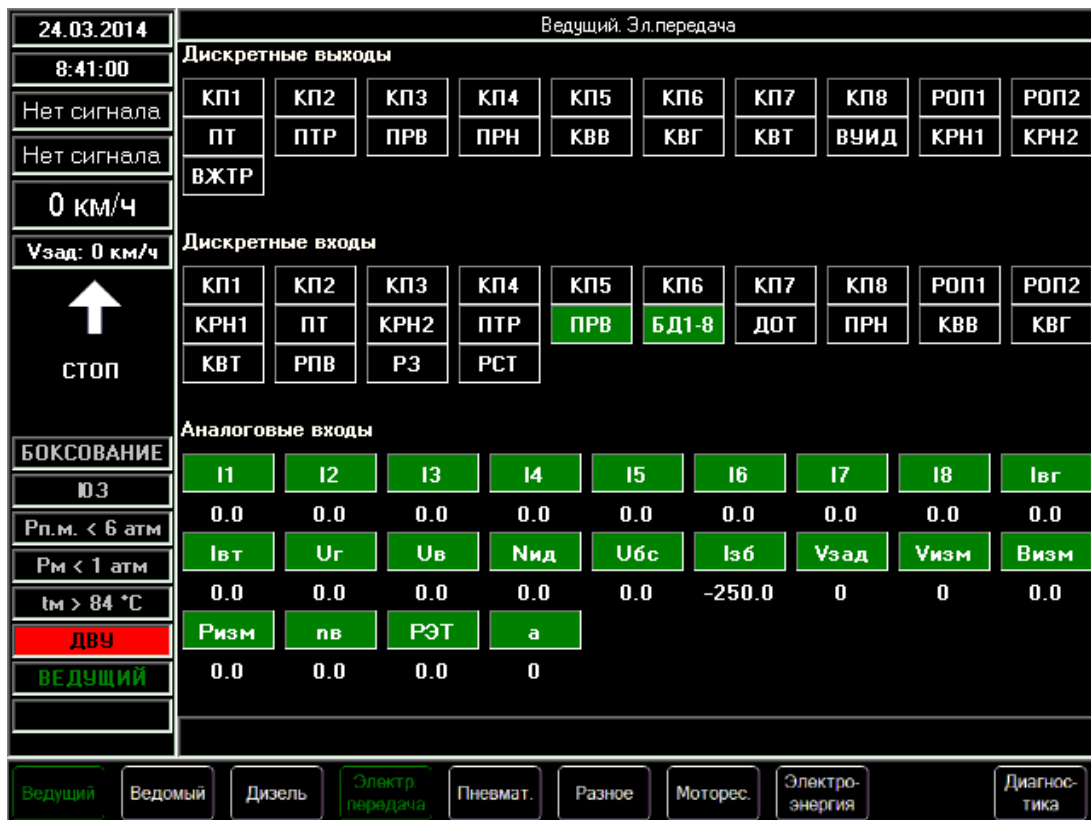 24.03.2014
8:41:00
Нет сигнала
Нет сигнала
0 км/ч
Vзад: 0 км/ч
СТОП
БОКСОВАНИЕ
ЮЗ
Рп.м. < 6 атм
Рм < 1 атм
tм > 84 °C
ДВУ
ВЕДУЩИЙ
Ведущий. Эл.передача
Дискретные выходы
КП1 КП2 КП3 КП4 КП5 КП6 КП7 КП8 РОП1 РОП2
ПТ ПТР ПРВ ПРН КВВ КВГ КВТ ВУИД КРН1 КРН2
ВЖТР
Дискретные входы
КП1 КП2 КП3 КП4 КП5 КП6 КП7 КП8 РОП1 РОП2
КРН1 ПТ КРН2 ПТР ПРВ БД1-8 ДОТ ПРН КВВ КВГ
КВТ РПВ РЗ РСТ
Аналоговые входы
I1 I2 I3 I4 I5 I6 I7 I8 Iвг
0.0 0.0 0.0 0.0 0.0 0.0 0.0 0.0 0.0
Iвт Uг Uв Nид Uбс Iзб Vзад Vизм Визм
0.0 0.0 0.0 0.0 0.0 -250.0 0 0 0.0
Ризм nв РЭТ a
0.0 0.0 0.0 0
Ведущий Ведомый Дизель Электр. передача Пневмат. Разное Моторес. Электро-энергия Диагнос-тика